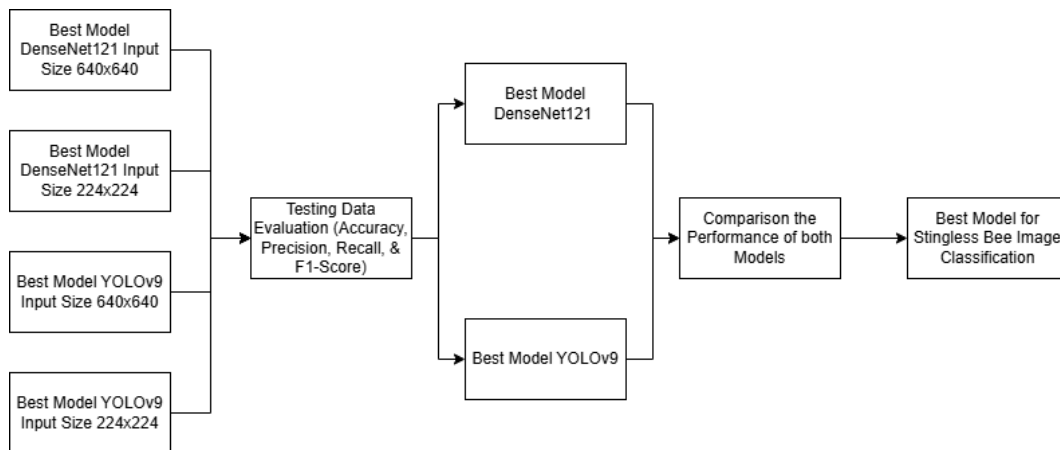 Best Model
DenseNet121 Input
Size 640x640
Best Model
DenseNet121 Input
Size 224x224
Best Model YOLOv9
Input Size 640x640
Best Model YOLOv9
Input Size 224x224
Testing Data
Evaluation (Accuracy,
Precision, Recall, &
F1-Score)
Best Model
DenseNet121
Best Model YOLOv9
Comparison the
Performance of both
Models
Best Model for
Stingless Bee Image
Classification